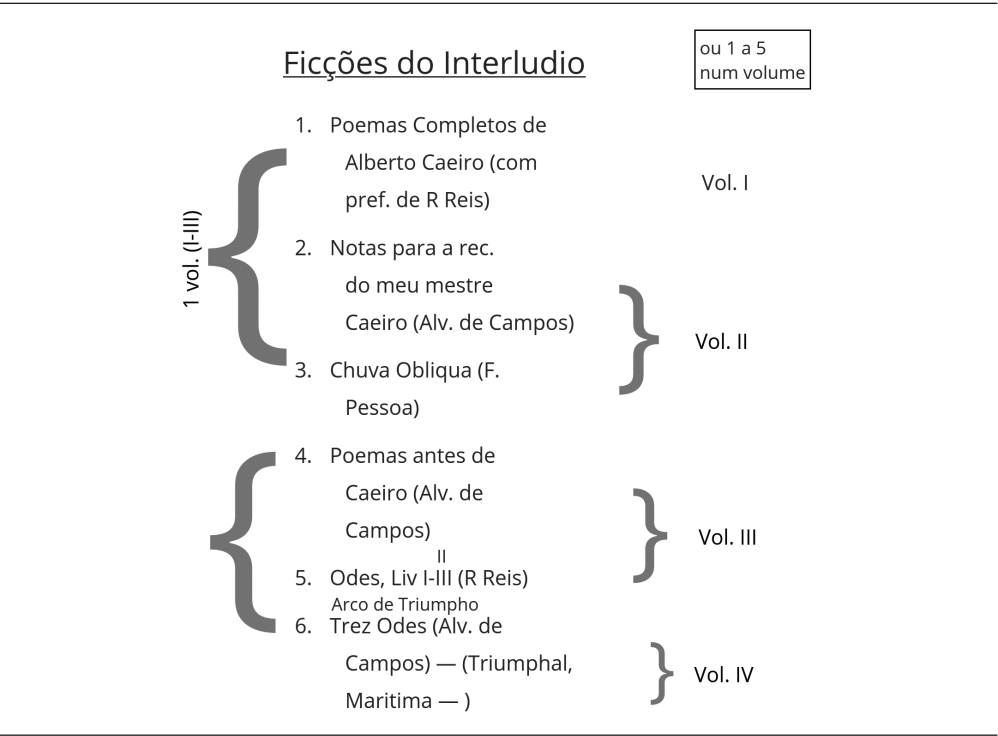 Ficções do Interludio
ou 1 a 5
num volume
1. Poemas Completos de
Alberto Caeiro (com
pref. de R Reis)
Vol. I
1 vol. (I-III)
2. Notas para a rec.
do meu mestre
Caeiro (Alv. de Campos)
Vol. II
3. Chuva Obliqua (F.
Pessoa)
4. Poemas antes de
Caeiro (Alv. de
Campos)
Vol. III
II
5. Odes, Liv I-III (R Reis)
Arco de Triumpho
6. Trez Odes (Alv. de
Campos) — (Triumphal,
Maritima — )
Vol. IV